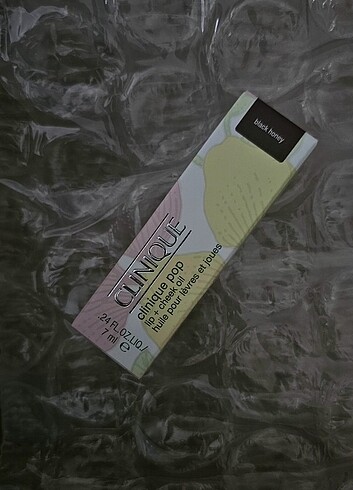 black honey
CLINIQUE
clinique pop
lip + cheek oil
huile pour lèvres et joues
.24 FL.OZ.LIQ./
7 ml ℮